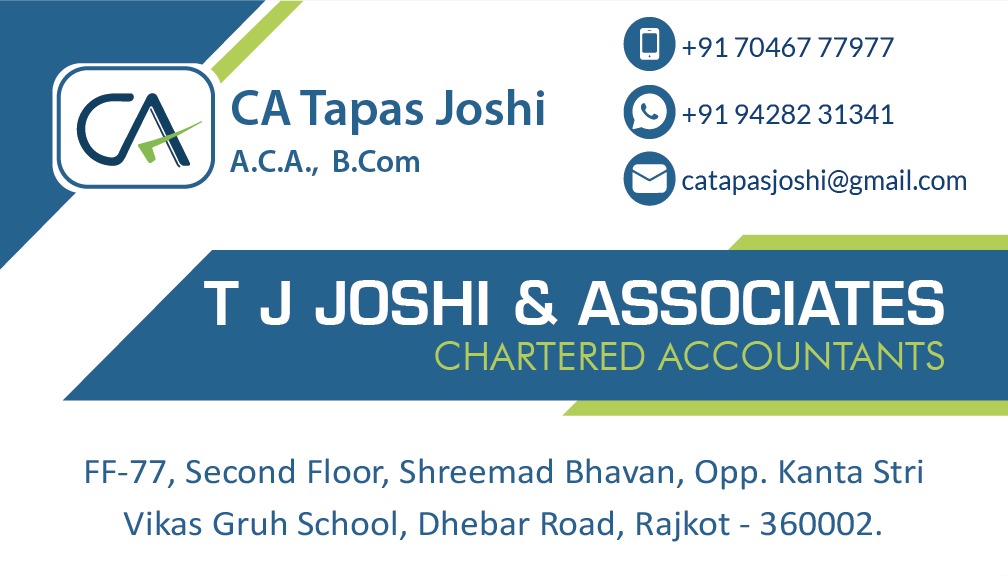 CA
CA Tapas Joshi
A.C.A., B.Com
+91 70467 77977
+91 94282 31341
catapasjoshi@gmail.com
T J JOSHI & ASSOCIATES
CHARTERED ACCOUNTANTS
FF-77, Second Floor, Shreemad Bhavan, Opp. Kanta Stri
Vikas Gruh School, Dhebar Road, Rajkot - 360002.